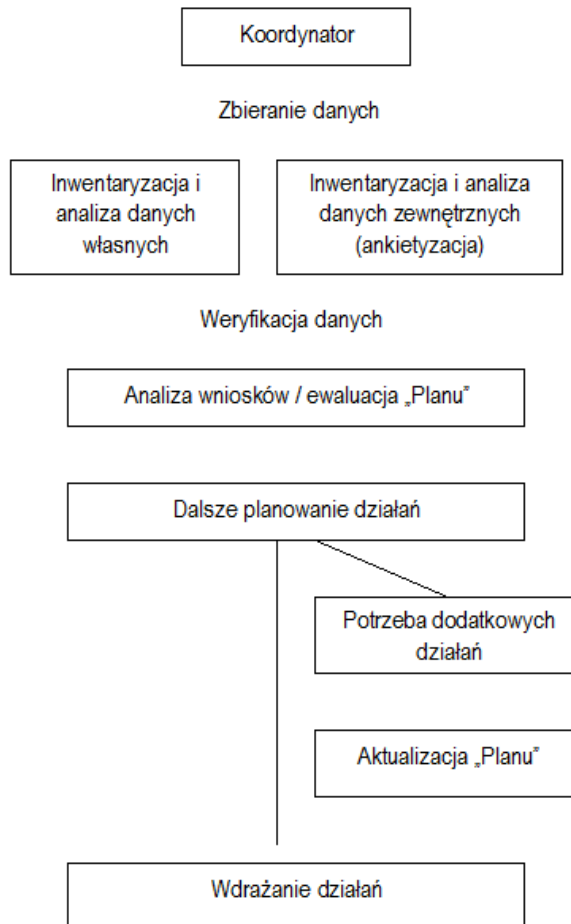 Koordynator
Zbieranie danych
Inwentaryzacja i
analiza danych
własnych
Inwentaryzacja i analiza
danych zewnętrznych
(ankietyzacja)
Weryfikacja danych
Analiza wniosków / ewaluacja „Planu”
Dalsze planowanie działań
Potrzeba dodatkowych
działań
Aktualizacja „Planu”
Wdrażanie działań